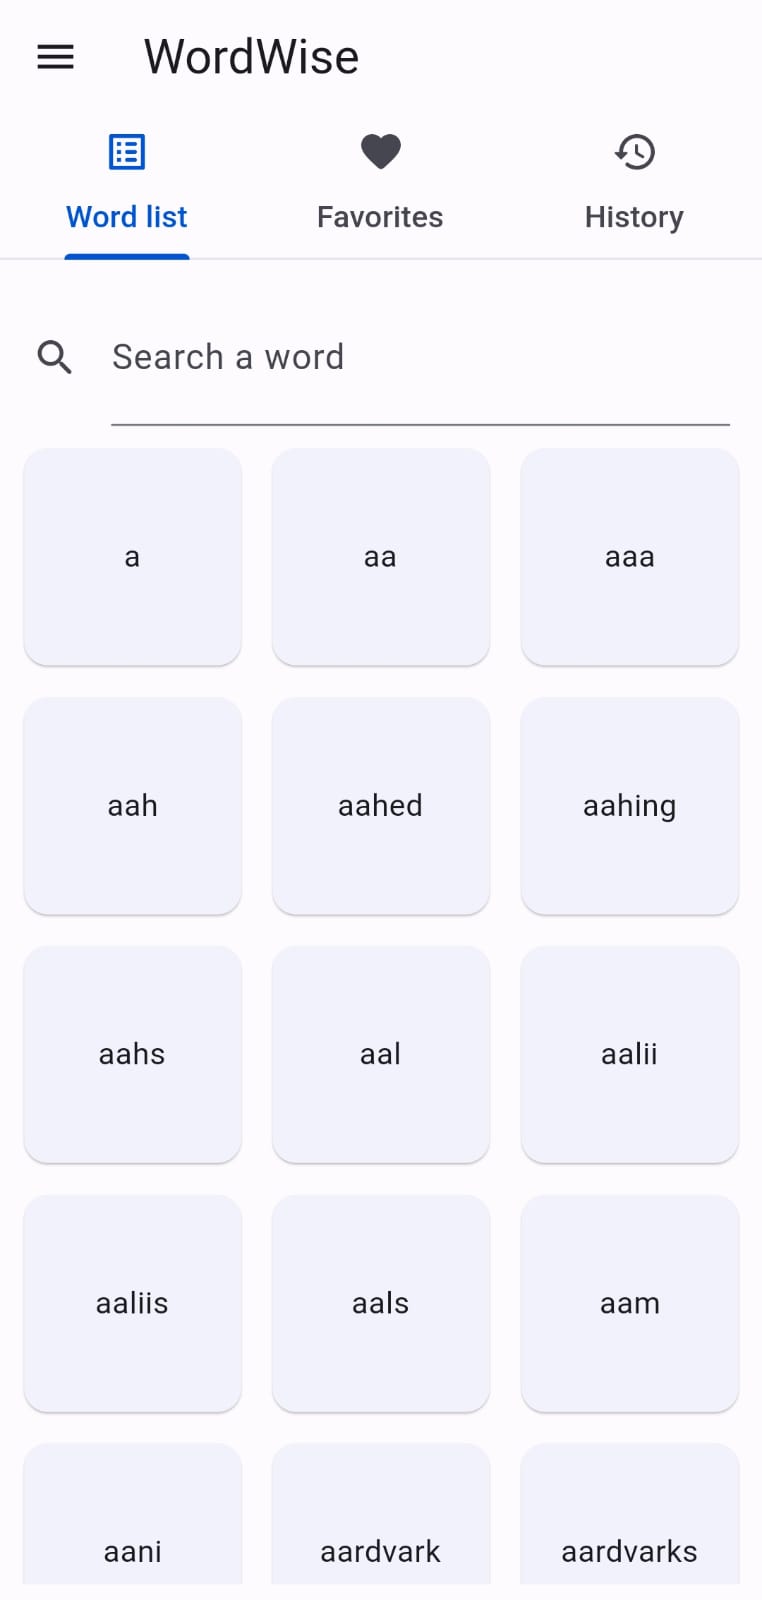 WordWise
Word list Favorites History
Search a word
a aa aaa
aah aahed aahing
aahs aal aalii
aaliis aals aam
aani aardvark aardvarks